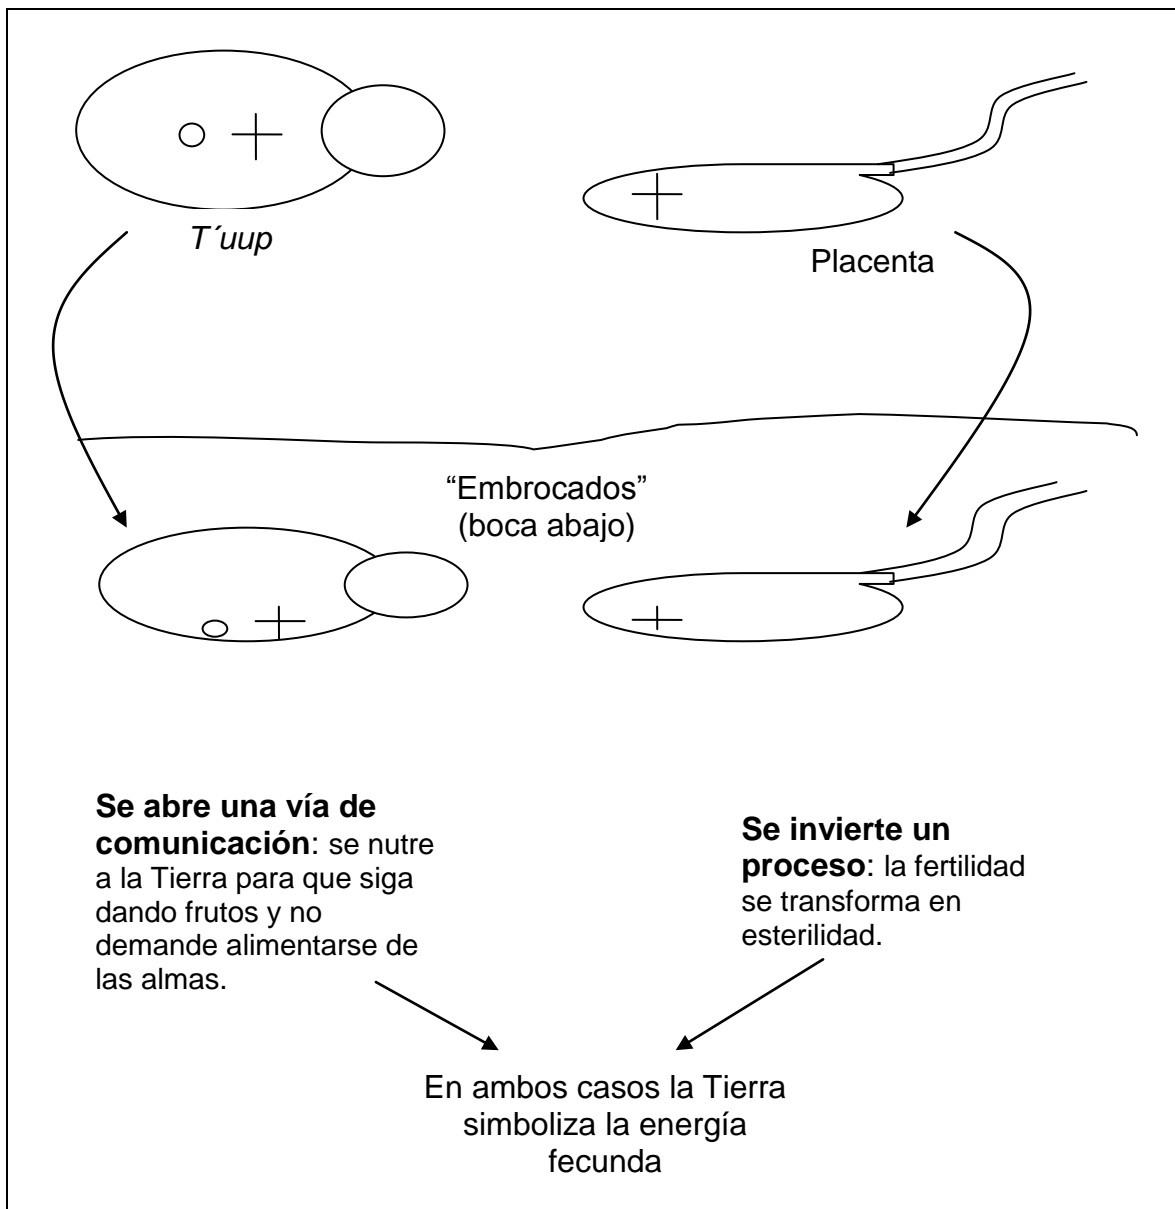 T´uup
Placenta
“Embrocados”
(boca abajo)
Se abre una vía de
comunicación: se nutre
a la Tierra para que siga
dando frutos y no
demande alimentarse de
las almas.
Se invierte un
proceso: la fertilidad
se transforma en
esterilidad.
En ambos casos la Tierra
simboliza la energía
fecunda